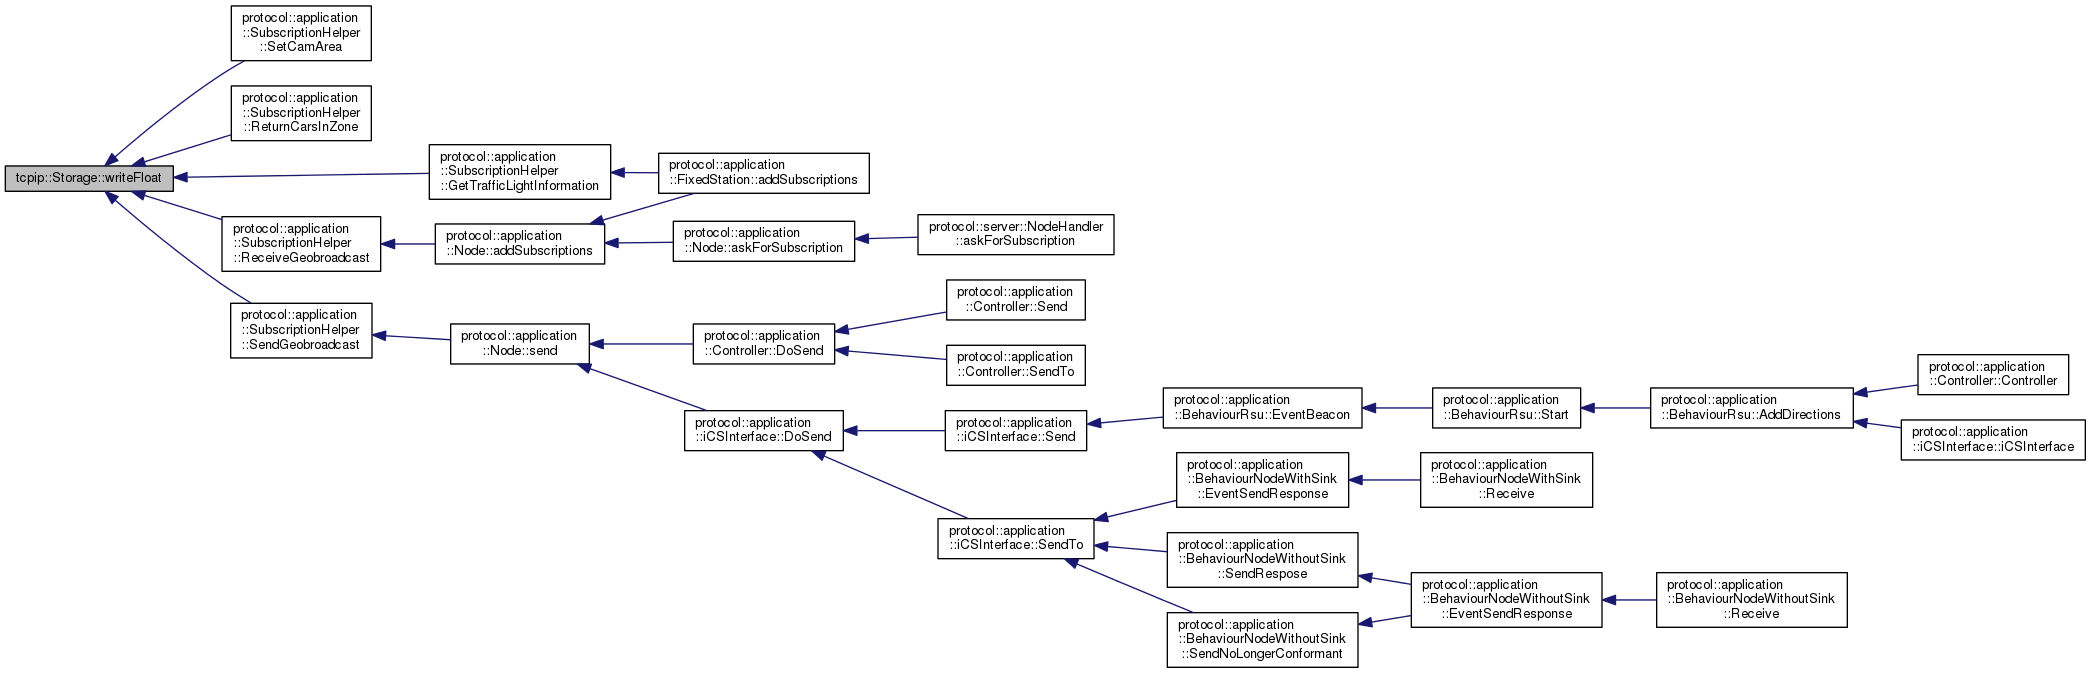 protocol::application
::SubscriptionHelper
::SetCamArea
protocol::application
::SubscriptionHelper
::ReturnCarsInZone
tcpip::Storage::writeFloat
protocol::application
::SubscriptionHelper
::GetTrafficLightInformation
protocol::application
::FixedStation::addSubscriptions
protocol::application
::SubscriptionHelper
::ReceiveGeobroadcast
protocol::application
::Node::addSubscriptions
protocol::application
::Node::askForSubscription
protocol::server::NodeHandler
::askForSubscription
protocol::application
::SubscriptionHelper
::SendGeobroadcast
protocol::application
::Node::send
protocol::application
::Controller::DoSend
protocol::application
::Controller::Send
protocol::application
::Controller::SendTo
protocol::application
::iCSInterface::DoSend
protocol::application
::iCSInterface::Send
protocol::application
::BehaviourRsu::EventBeacon
protocol::application
::BehaviourRsu::Start
protocol::application
::BehaviourRsu::AddDirections
protocol::application
::Controller::Controller
protocol::application
::iCSInterface::iCSInterface
protocol::application
::iCSInterface::SendTo
protocol::application
::BehaviourNodeWithSink
::EventSendResponse
protocol::application
::BehaviourNodeWithSink
::Receive
protocol::application
::BehaviourNodeWithoutSink
::SendRespose
protocol::application
::BehaviourNodeWithoutSink
::SendNoLongerConformant
protocol::application
::BehaviourNodeWithoutSink
::EventSendResponse
protocol::application
::BehaviourNodeWithoutSink
::Receive